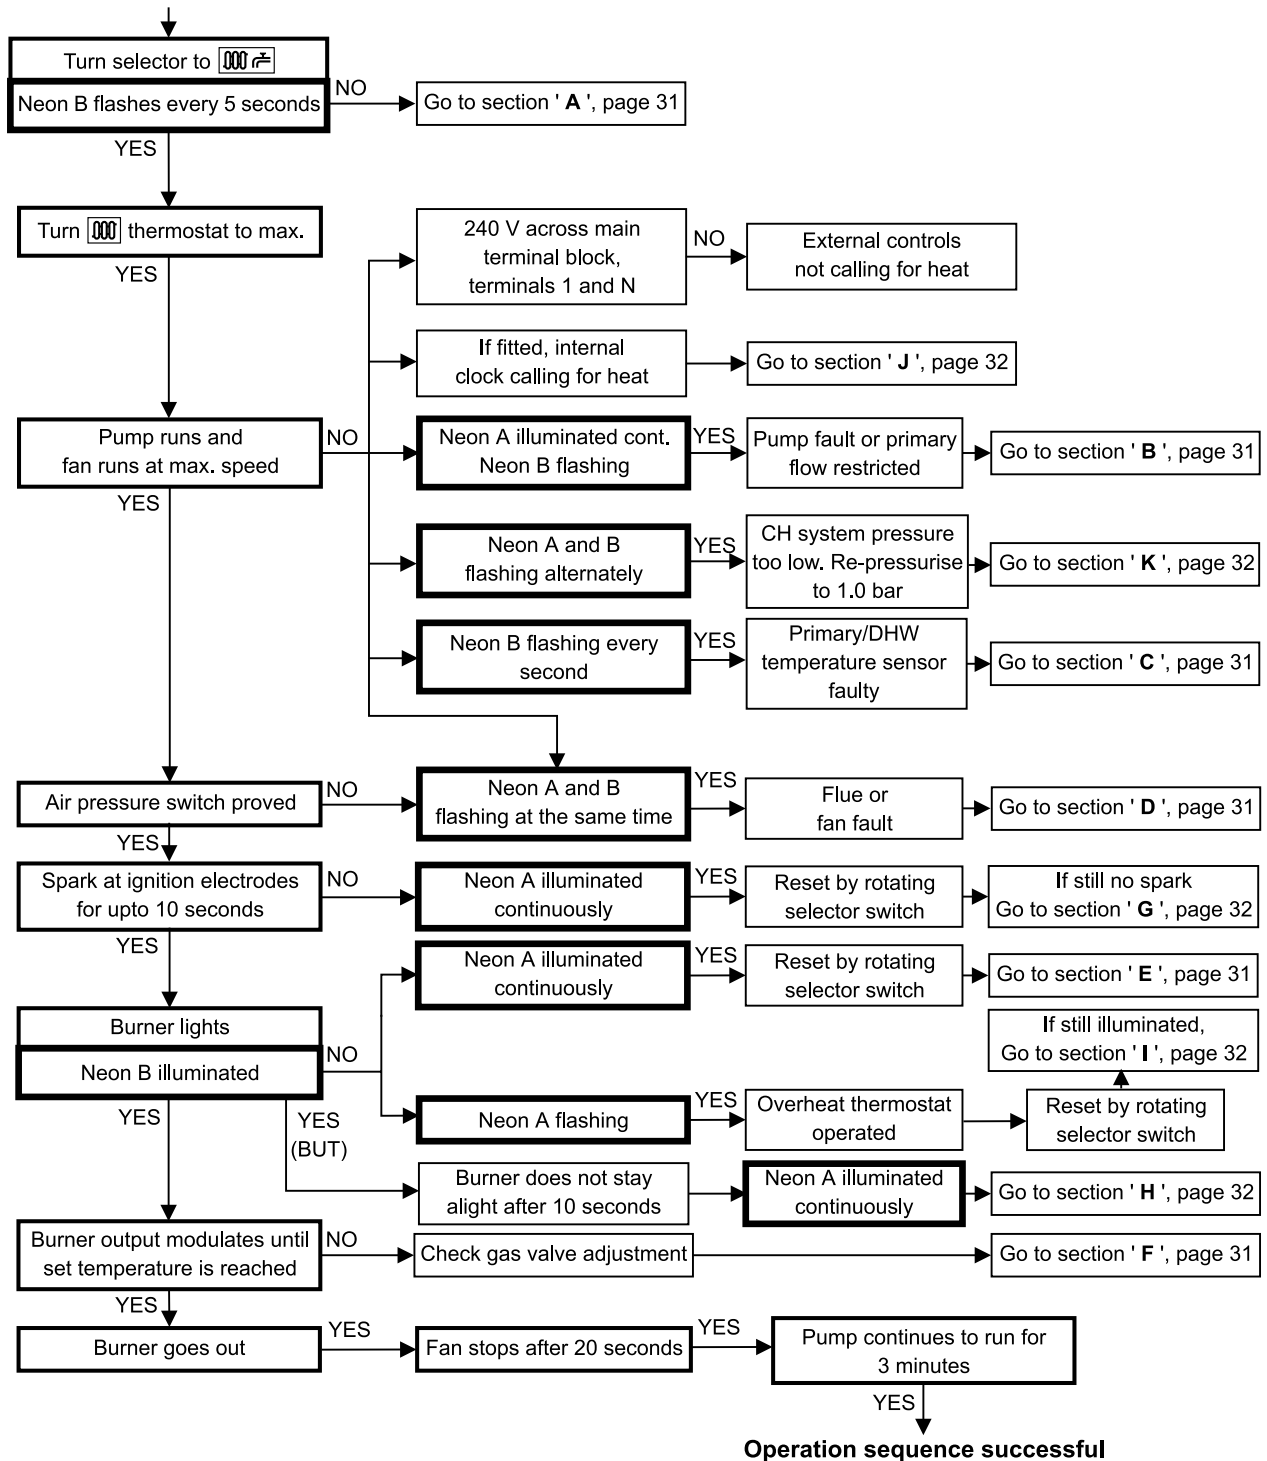 Turn selector to
Neon B flashes every 5 seconds
NO
Go to section ' A ', page 31
YES
Turn thermostat to max.
YES
240 V across main
terminal block,
terminals 1 and N
NO
External controls
not calling for heat
If fitted, internal
clock calling for heat
Go to section ' J ', page 32
Pump runs and
fan runs at max. speed
NO
YES
Neon A illuminated cont.
Neon B flashing
YES
Pump fault or primary
flow restricted
Go to section ' B ', page 31
Neon A and B
flashing alternately
YES
CH system pressure
too low. Re-pressurise
to 1.0 bar
Go to section ' K ', page 32
Neon B flashing every
second
YES
Primary/DHW
temperature sensor
faulty
Go to section ' C ', page 31
Air pressure switch proved
NO
Neon A and B
flashing at the same time
YES
Flue or
fan fault
Go to section ' D ', page 31
YES
Spark at ignition electrodes
for upto 10 seconds
NO
Neon A illuminated
continuously
YES
Reset by rotating
selector switch
If still no spark
Go to section ' G ', page 32
YES
Neon A illuminated
continuously
YES
Reset by rotating
selector switch
Go to section ' E ', page 31
Burner lights
Neon B illuminated
NO
If still illuminated,
Go to section ' I ', page 32
Neon A flashing
YES
Overheat thermostat
operated
Reset by rotating
selector switch
YES
YES
(BUT)
Burner does not stay
alight after 10 seconds
Neon A illuminated
continuously
Go to section ' H ', page 32
Burner output modulates until
set temperature is reached
NO
Check gas valve adjustment
Go to section ' F ', page 31
YES
Burner goes out
YES
Fan stops after 20 seconds
YES
Pump continues to run for
3 minutes
YES
Operation sequence successful